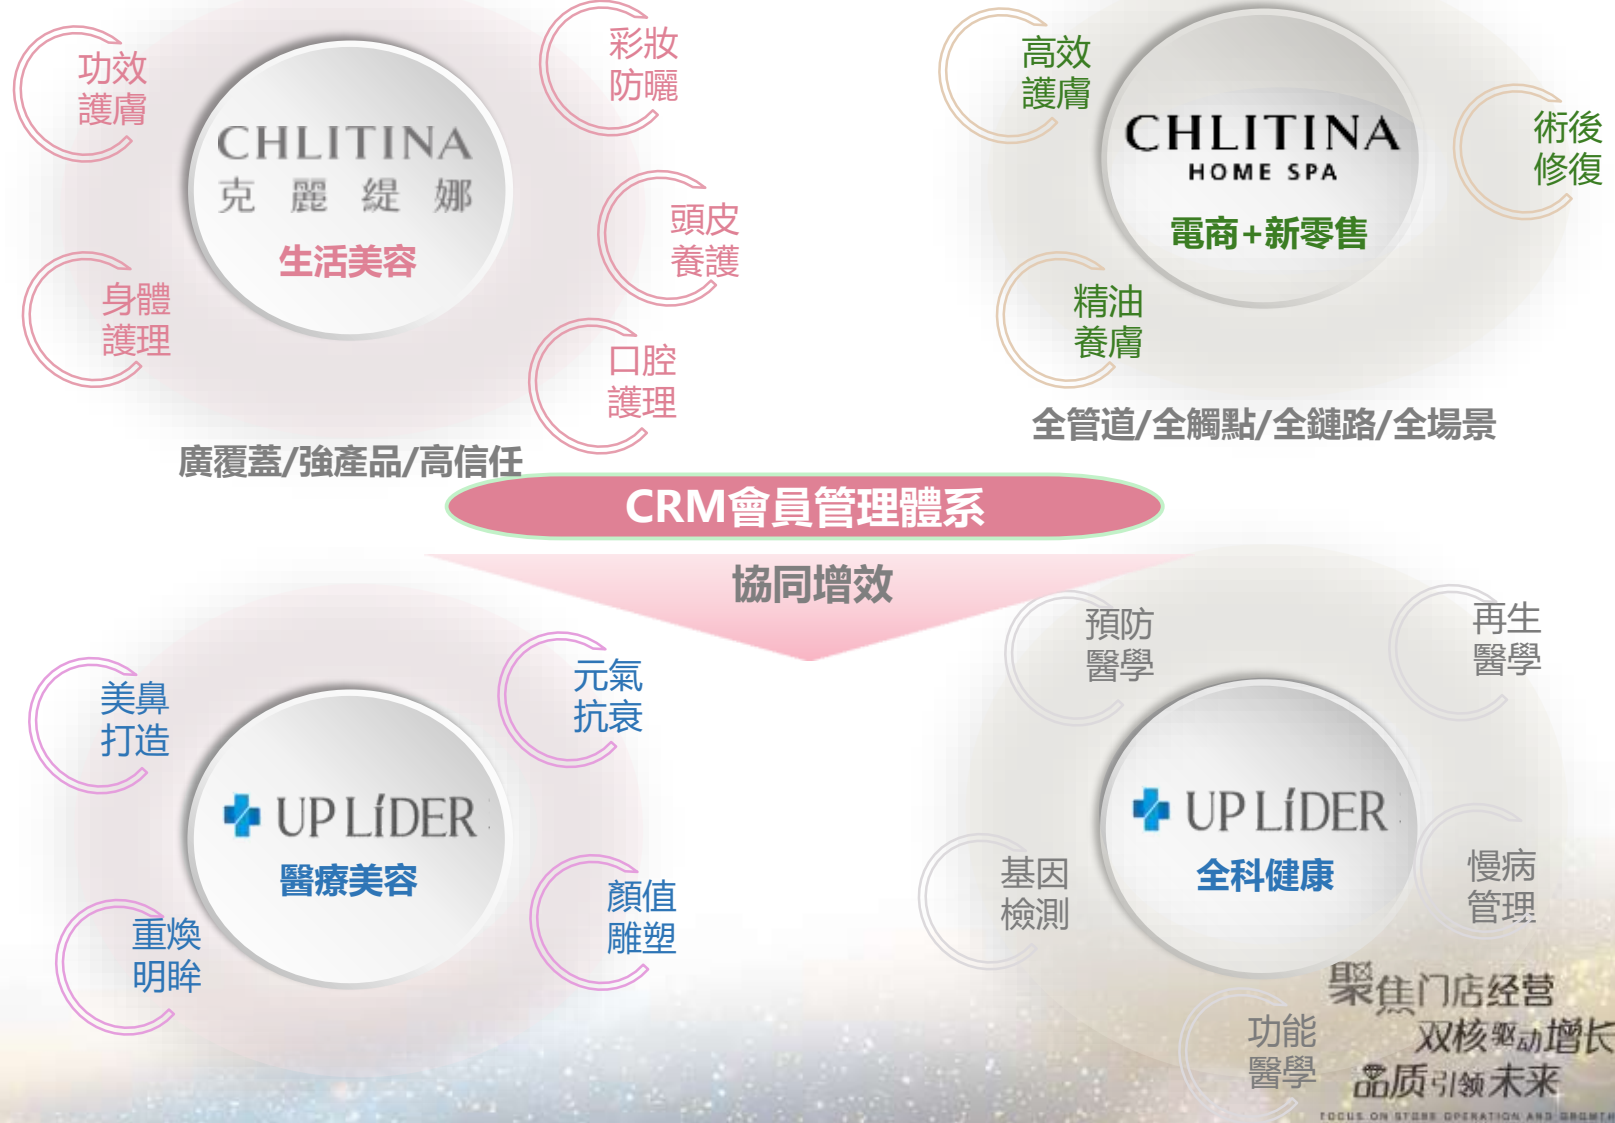 功效
護膚
彩妝
防曬
CHLITINA
克麗緹娜
生活美容
頭皮
養護
身體
護理
口腔
護理
廣覆蓋/強產品/高信任
高效
護膚
CHLITINA
HOME SPA
電商+新零售
術後
修復
精油
養膚
全管道/全觸點/全鏈路/全場景
CRM會員管理體系
協同增效
美鼻
打造
元氣
抗衰
UP LíDER
醫療美容
重煥
明眸
顏值
雕塑
預防
醫學
再生
醫學
UP LíDER
全科健康
基因
檢測
慢病
管理
功能
醫學
聚焦门店经营
双核驱动增长
品质引领未来
FOCUS ON STORE OPERATION AND GROWTH